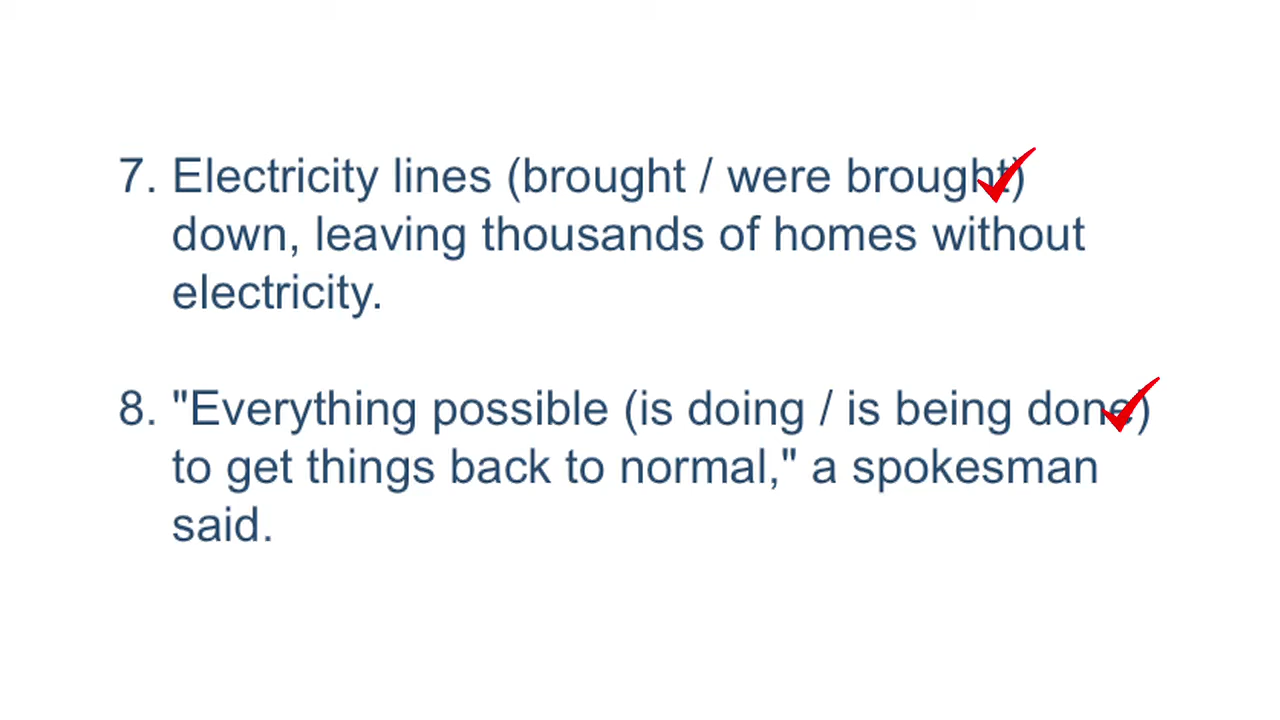 7. Electricity lines (brought / were brought)
down, leaving thousands of homes without
electricity.
8. "Everything possible (is doing / is being done)
to get things back to normal," a spokesman
said.